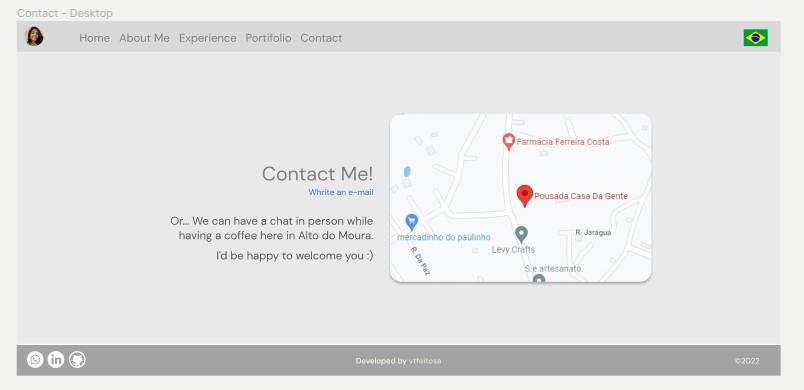 Contact - Desktop
Home About Me Experience Portifolio Contact
Contact Me!
Whrite an e-mail
Or... We can have a chat in person while
having a coffee here in Alto do Moura.
I'd be happy to welcome you :)
Farmácia Ferreira Costa
Pousada Casa Da Gente
mercadinho do paulinho
R. Jaraguá
Levy Crafts
R. Da Paz
S.e.artesanato.
in
Developed by vtfeitosa
©2022